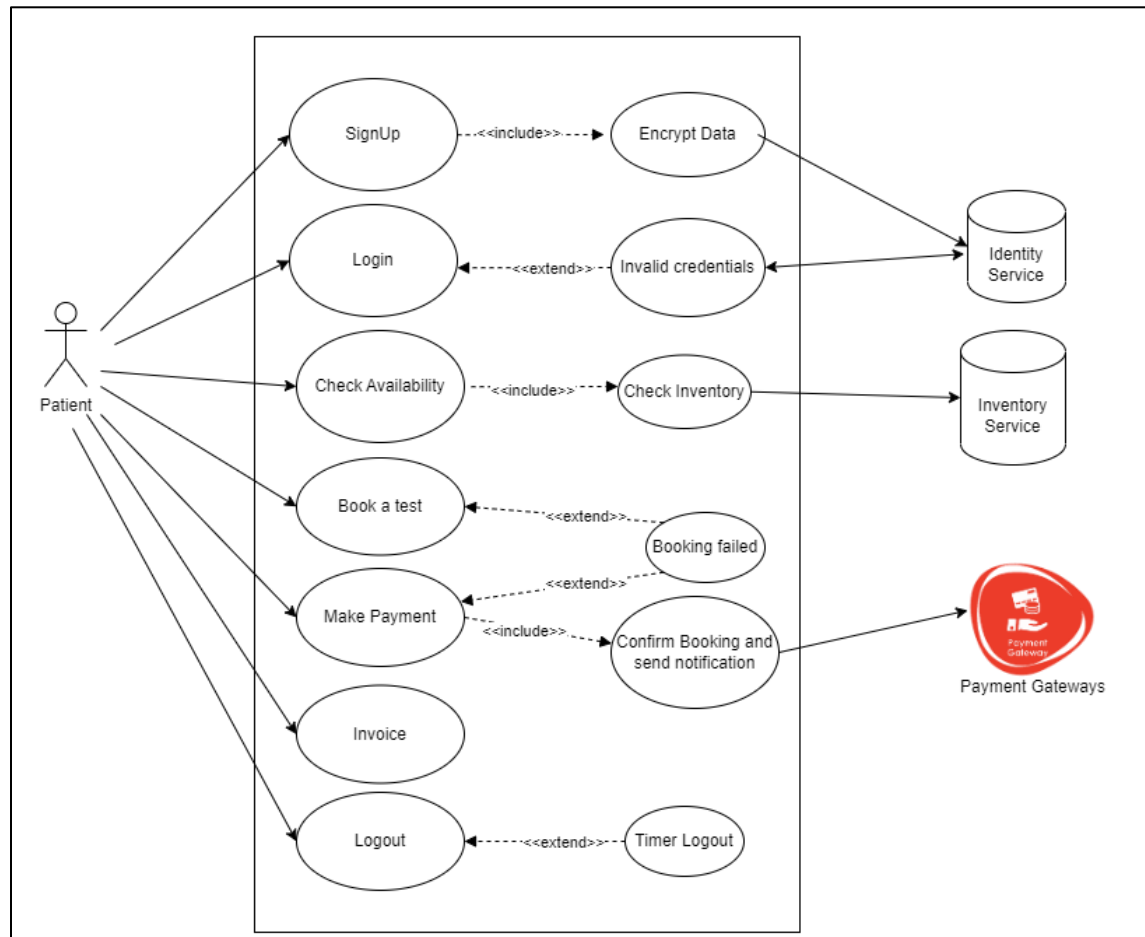 SignUp
<<include>>
Encrypt Data
Login
<<extend>>
Invalid credentials
Identity
Service
Patient
Check Availability
<<include>>
Check Inventory
Inventory
Service
Book a test
<<extend>>
Booking failed
<<extend>>
Make Payment
<<include>>
Confirm Booking and
send notification
Payment
Gateway
Payment Gateways
Invoice
Logout
<<extend>>
Timer Logout